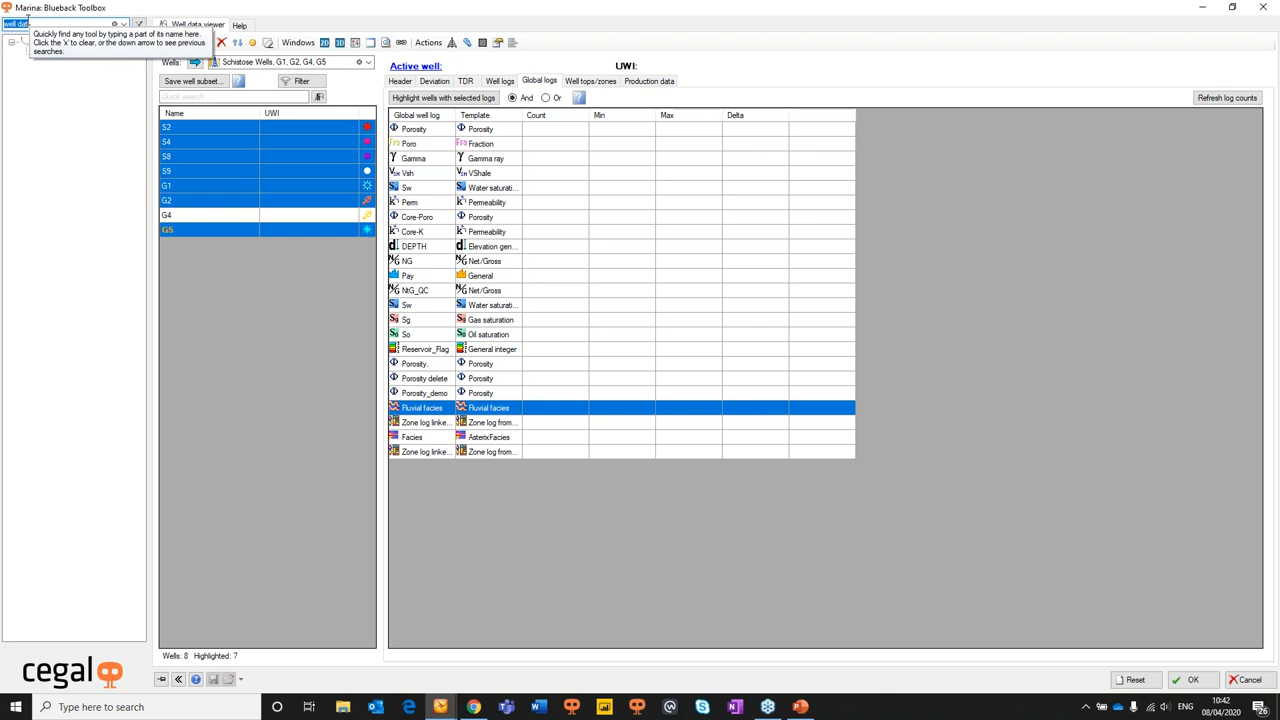 Marina: Blueback Toolbox
well dat
Well data viewer
Help
Quickly find any tool by typing a part of its name here.
Click the 'x' to clear, or the down arrow to see previous
searches.
Windows
Actions
Wells:
Schistose Wells, G1, G2, G4, G5
Active well:
UWI:
Save well subset...
Filter
Header
Deviation
TDR
Well logs
Global logs
Well tops/zones
Production data
Quick search
Highlight wells with selected logs
And
Or
Refresh log counts
Name UWI
S2
S4
S8
S9
G1
G2
G4
G5
Global well log Template Count Min Max Delta
Porosity Porosity
Poro Fraction
Gamma Gamma ray
Vsh VShale
Sw Water saturati...
Perm Permeability
Core-Poro Porosity
Core-K Permeability
DEPTH Elevation gen...
NG Net/Gross
Pay General
NtG_QC Net/Gross
Sw Water saturati...
Sg Gas saturation
So Oil saturation
Reservoir_Flag General integer
Porosity. Porosity
Porosity delete Porosity
Porosity_demo Porosity
Fluvial facies Fluvial facies
Zone log linke... Zone log from...
Facies AsterixFacies
Zone log linke... Zone log from...
Wells: 8 Highlighted: 7
cegal
Reset
OK
Cancel
Type here to search
ENG
10:42
08/04/2020